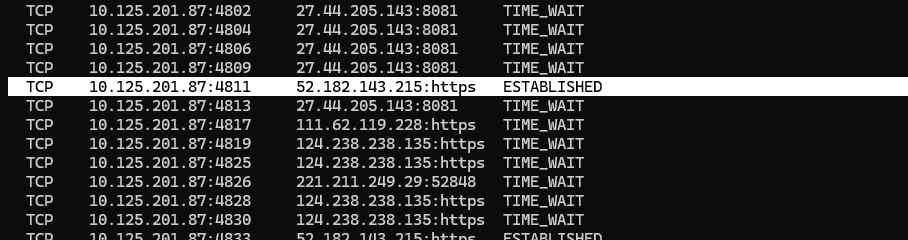 TCP 10.125.201.87:4802 27.44.205.143:8081 TIME_WAIT
TCP 10.125.201.87:4804 27.44.205.143:8081 TIME_WAIT
TCP 10.125.201.87:4806 27.44.205.143:8081 TIME_WAIT
TCP 10.125.201.87:4809 27.44.205.143:8081 TIME_WAIT
TCP 10.125.201.87:4811 52.182.143.215:https ESTABLISHED
TCP 10.125.201.87:4813 27.44.205.143:8081 TIME_WAIT
TCP 10.125.201.87:4817 111.62.119.228:https TIME_WAIT
TCP 10.125.201.87:4819 124.238.238.135:https TIME_WAIT
TCP 10.125.201.87:4825 124.238.238.135:https TIME_WAIT
TCP 10.125.201.87:4826 221.211.249.29:52848 TIME_WAIT
TCP 10.125.201.87:4828 124.238.238.135:https TIME_WAIT
TCP 10.125.201.87:4830 124.238.238.135:https TIME_WAIT
TCP 10.125.201.87:4833 52.182.143.215:https ESTABLISHED